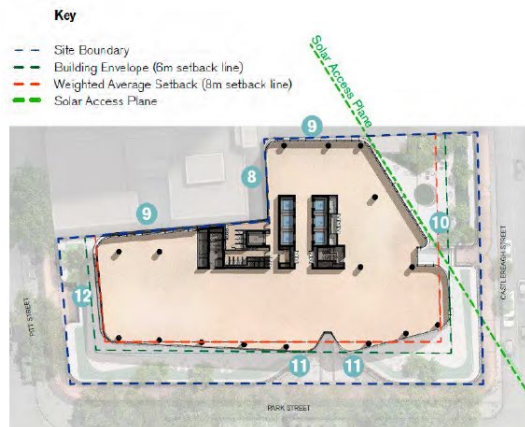 Key
Site Boundary
Building Envelope (6m setback line)
Weighted Average Setback (8m setback line)
Solar Access Plane
Solar Access Plane
9
8
9
10
12
11
11
PITT STREET
CASTLEREAGH STREET
PARK STREET